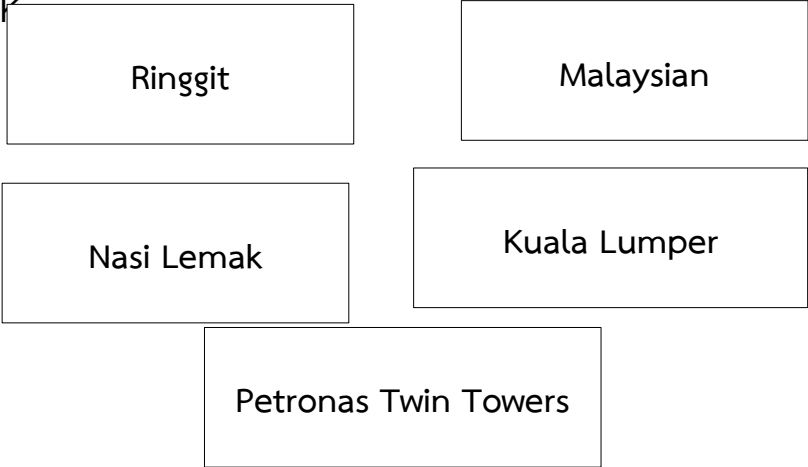 Ringgit
Malaysian
Nasi Lemak
Kuala Lumper
Petronas Twin Towers